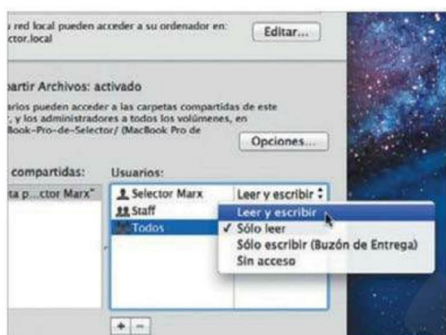 red local pueden acceder a su ordenador en:
ctor.local
Editar...
artir Archivos: activado
arios pueden acceder a las carpetas compartidas de este
r, y los administradores a todos los volúmenes, en
Book-Pro-de-Selector/ (MacBook Pro de
Opciones...
compartidas:
Usuarios:
ta p...ctor Marx"
Selector Marx
Leer y escribir
Staff
Leer y escribir
Todos
✓ Sólo leer
Sólo escribir (Buzón de Entrega)
Sin acceso
+ −